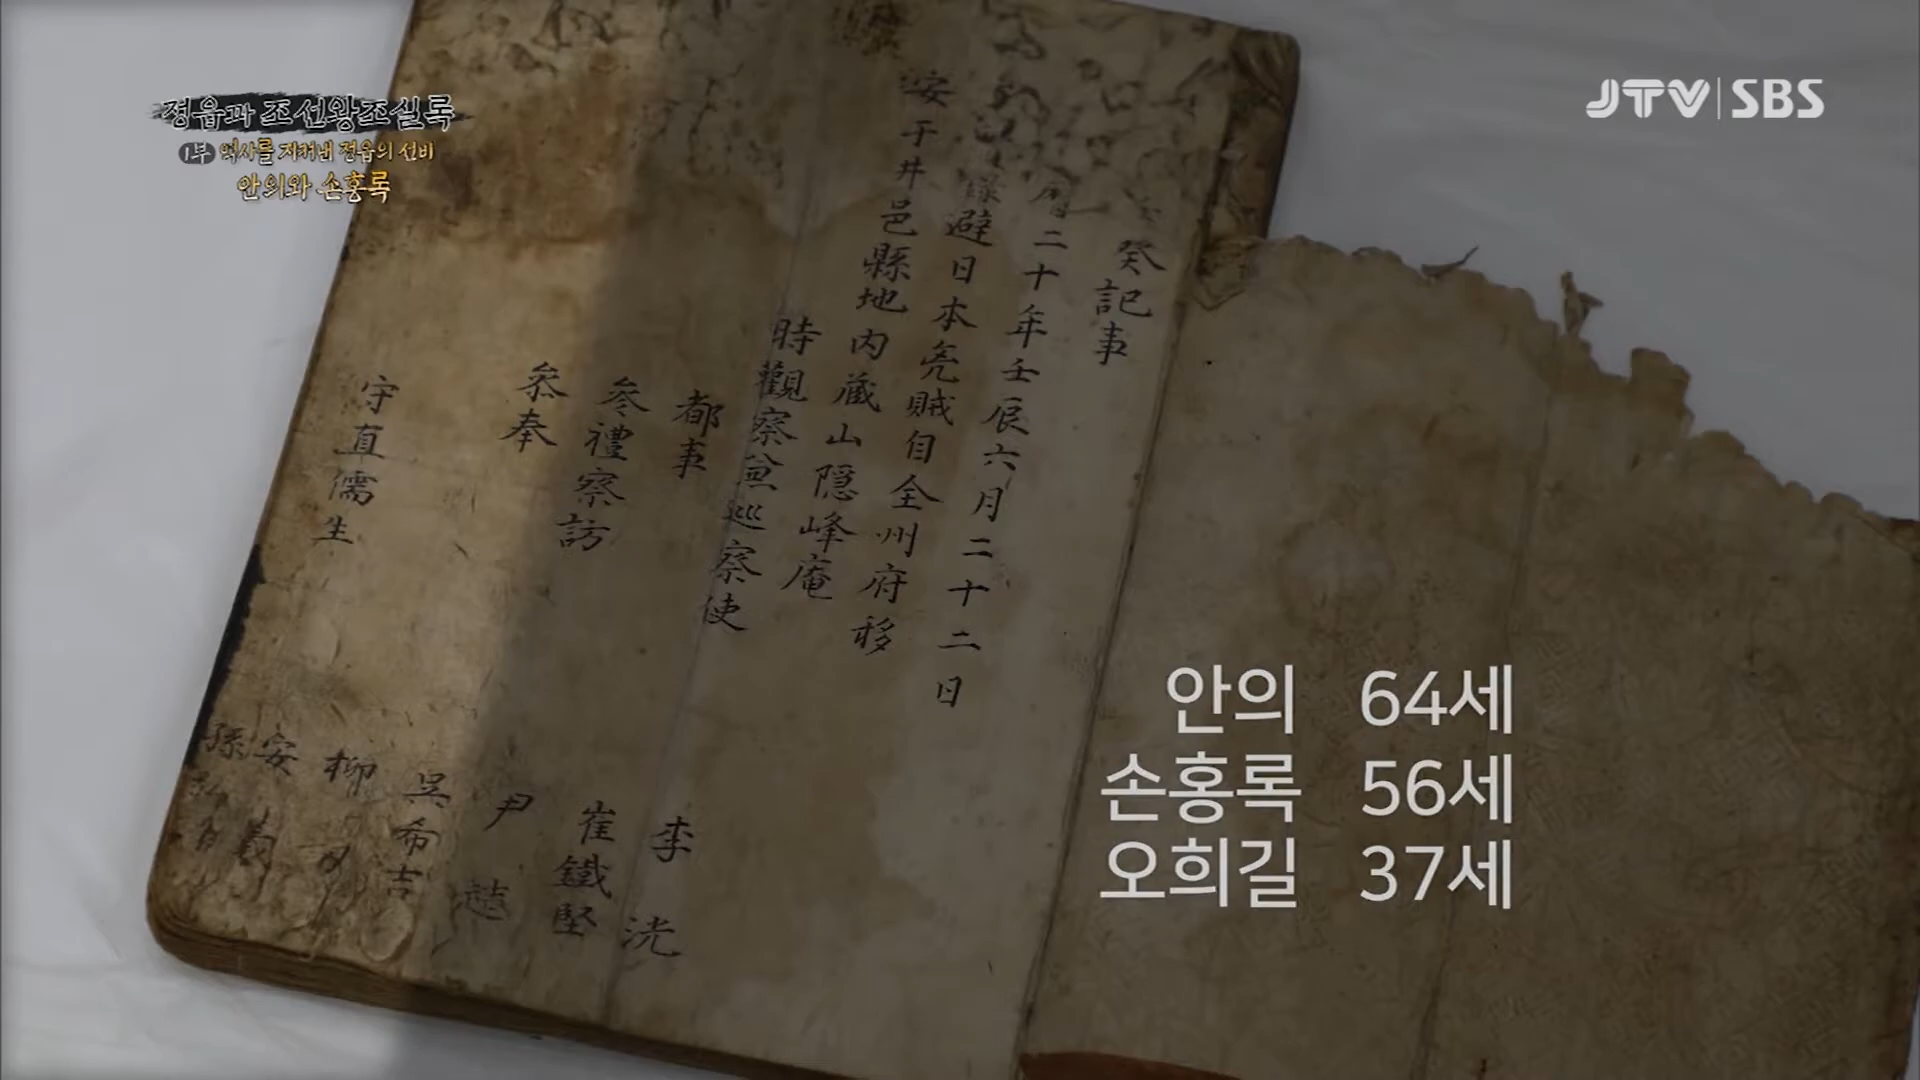 정읍과 조선왕조실록
1부 역사를 지켜낸 정읍의 선비
안의와 손홍록
JTV SBS
癸記事
曆二十年壬辰六月二十二日
避日本兇賊自全州府移
安于井邑縣地內藏山隱峰庵
時觀察兼巡察使
都事 李洸
參禮察訪 崔鐵堅
叅奉 尹趌
吳希吉
守直儒生
柳
安義
孫
안의 64세
손홍록 56세
오희길 37세